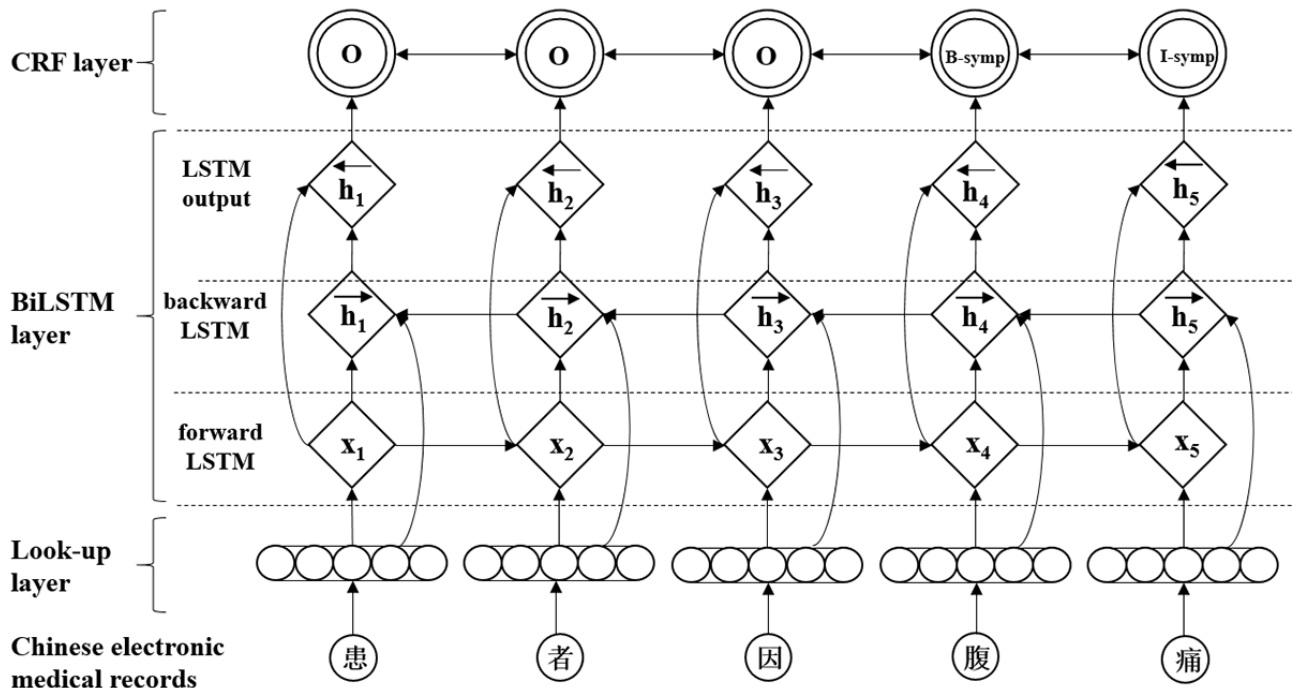 CRF layer
O O O B-symp I-symp
LSTM
output
h₁ h₂ h₃ h₄ h₅
BiLSTM
layer
backward
LSTM
h₁ h₂ h₃ h₄ h₅
forward
LSTM
x₁ x₂ x₃ x₄ x₅
Look-up
layer
Chinese electronic
medical records
患 者 因 腹 痛